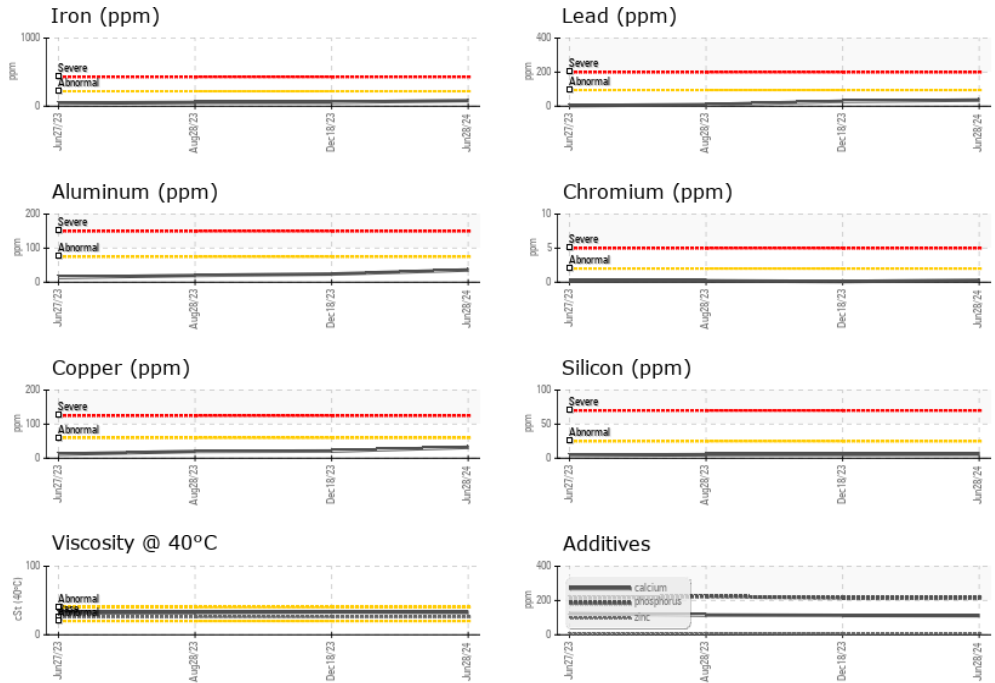 Iron (ppm)
1000
ppm
Severe
Abnormal
0
Jun27/23
Aug28/23
Dec18/23
Jun28/24
Lead (ppm)
400
ppm
Severe
200
Abnormal
0
Jun27/23
Aug28/23
Dec18/23
Jun28/24
Aluminum (ppm)
200
ppm
Severe
100
Abnormal
0
Jun27/23
Aug28/23
Dec18/23
Jun28/24
Chromium (ppm)
10
ppm
Severe
5
Abnormal
0
Jun27/23
Aug28/23
Dec18/23
Jun28/24
Copper (ppm)
200
ppm
Severe
100
Abnormal
0
Jun27/23
Aug28/23
Dec18/23
Jun28/24
Silicon (ppm)
100
ppm
Severe
50
Abnormal
0
Jun27/23
Aug28/23
Dec18/23
Jun28/24
Viscosity @ 40°C
100
cSt (40°C)
Abnormal
50
Abnormal
0
Jun27/23
Aug28/23
Dec18/23
Jun28/24
Additives
400
ppm
calcium
200
phosphorus
zinc
0
Jun27/23
Aug28/23
Dec18/23
Jun28/24